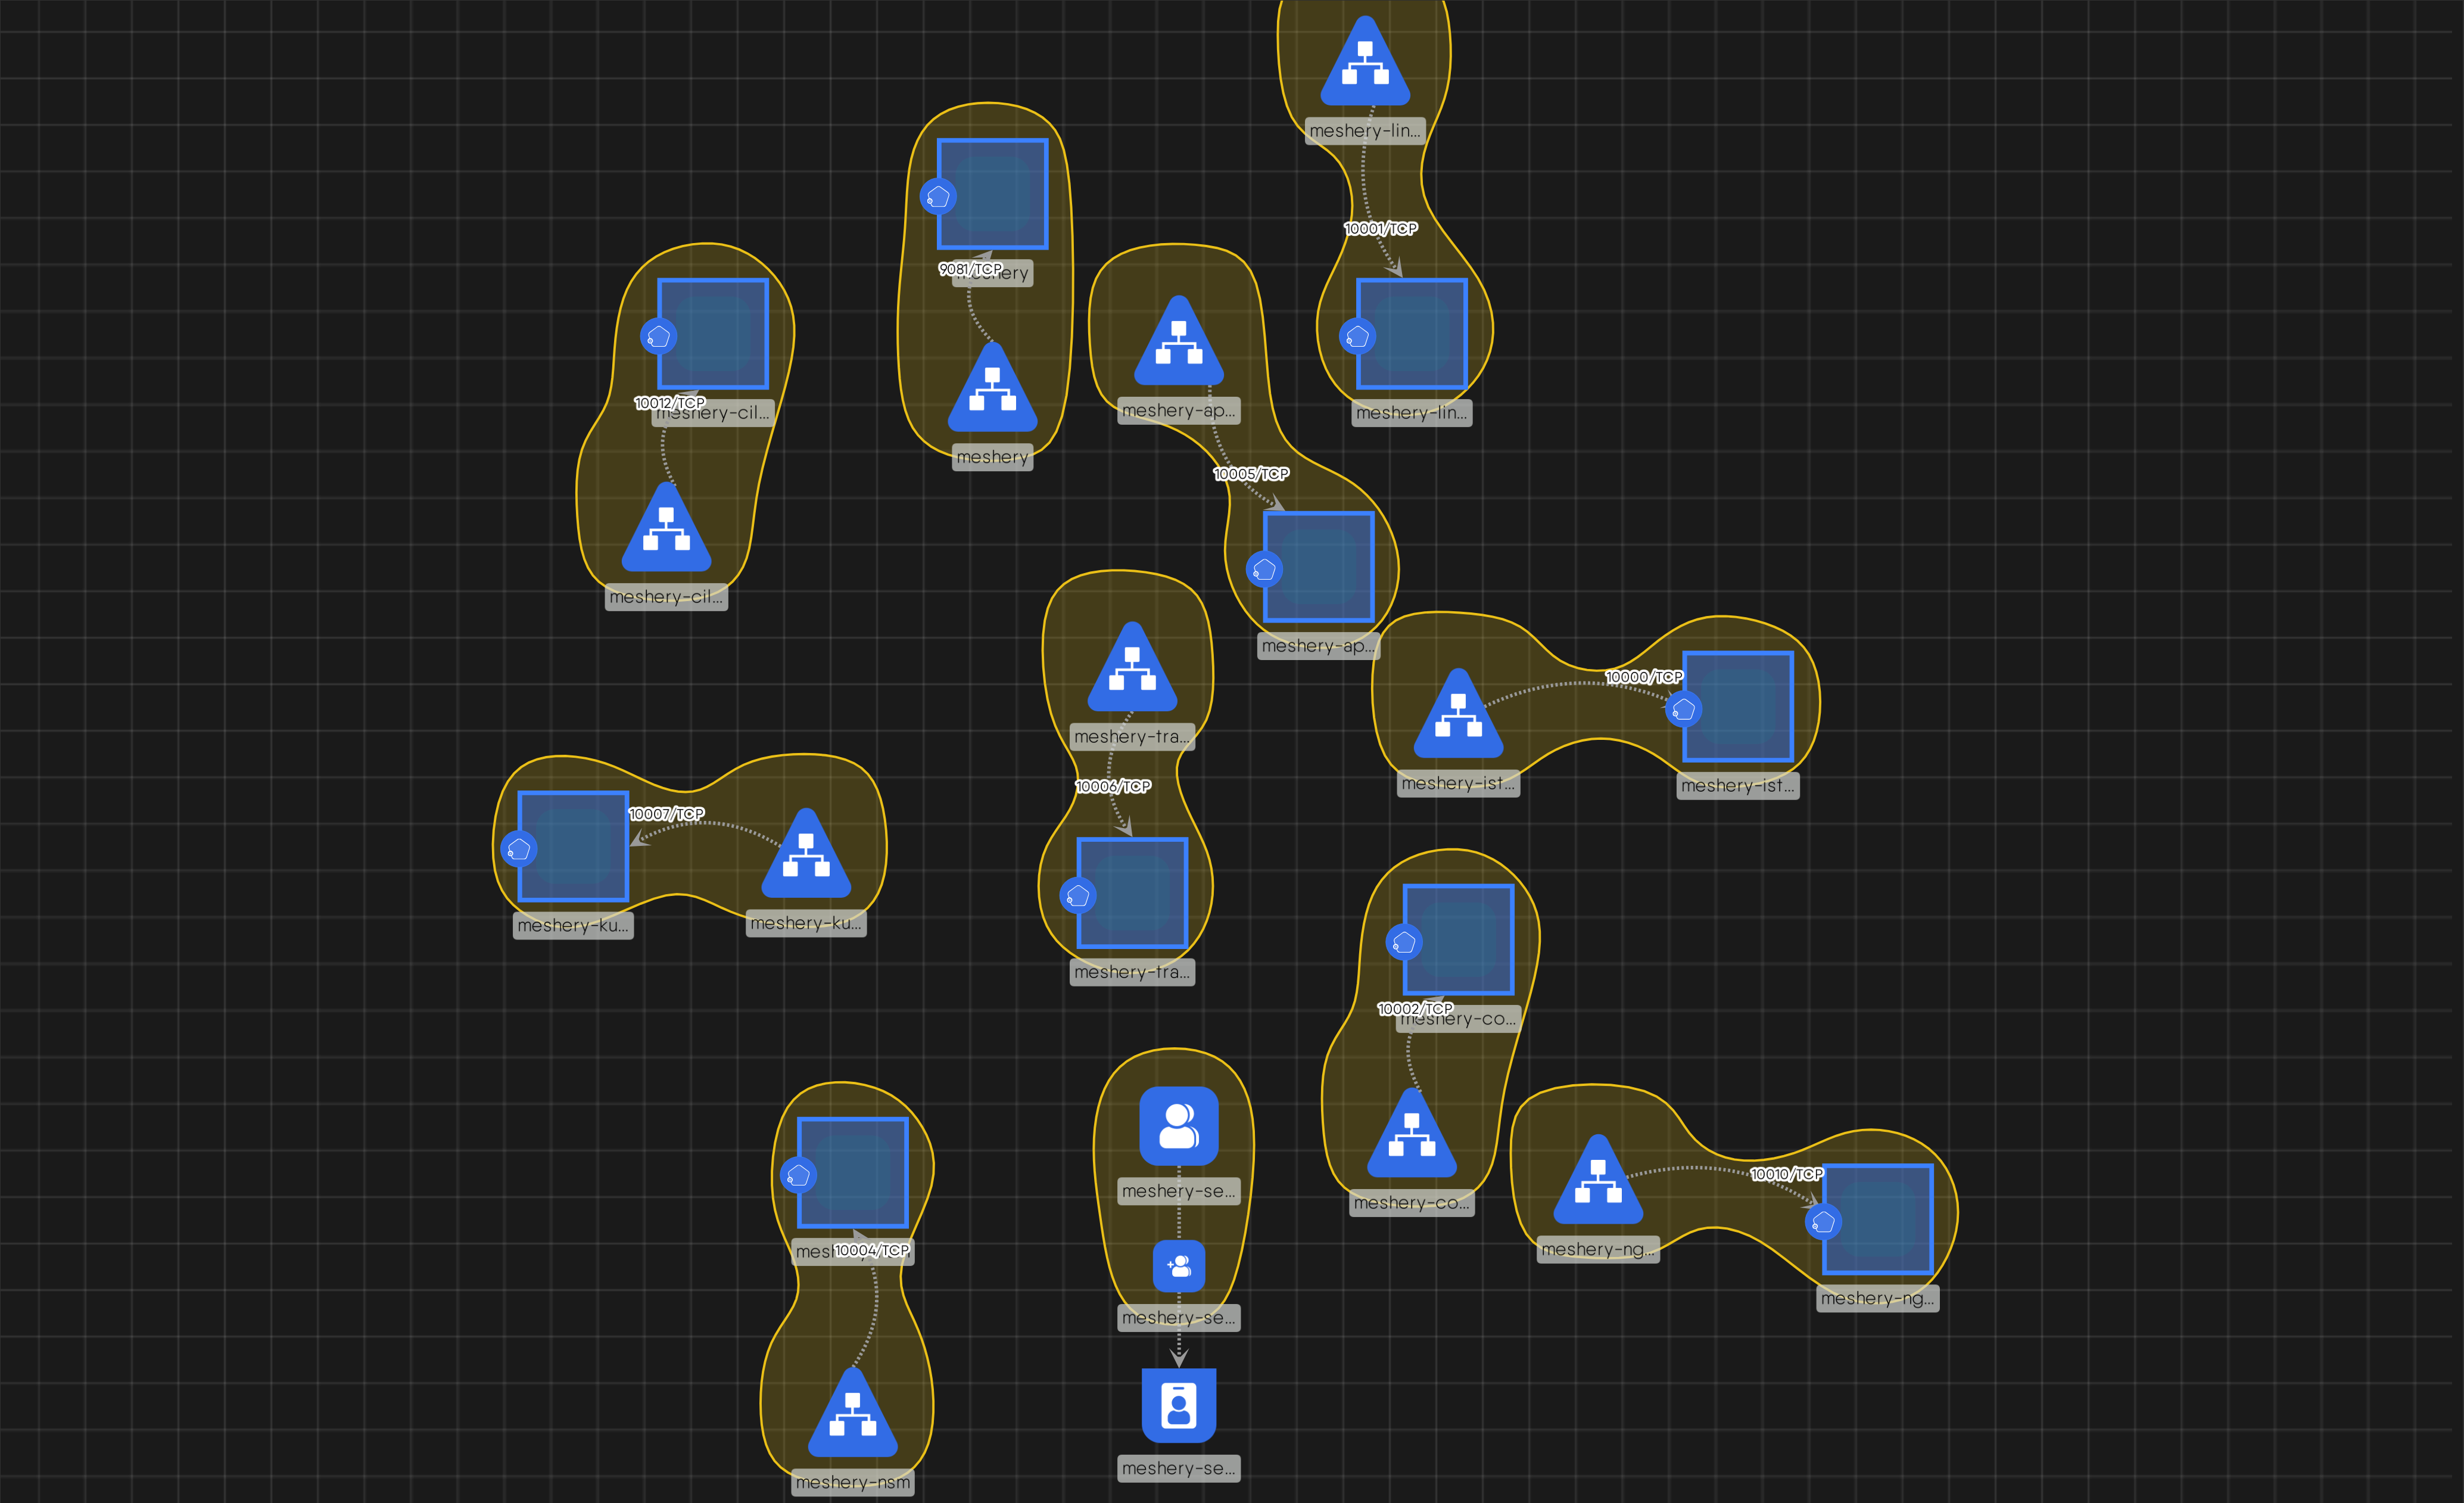 meshery-lin...
10001/TCP
meshery-lin...
9081/TCP
meshery
meshery
10012/TCP
meshery-cil...
meshery-cil...
meshery-ap...
10005/TCP
meshery-ap...
meshery-tra...
10006/TCP
meshery-tra...
10000/TCP
meshery-ist...
meshery-ist...
10007/TCP
meshery-ku...
meshery-ku...
10002/TCP
meshery-co...
meshery-co...
10010/TCP
meshery-ng...
meshery-ng...
meshery-se...
meshery-se...
meshery-se...
10004/TCP
meshery-nsm